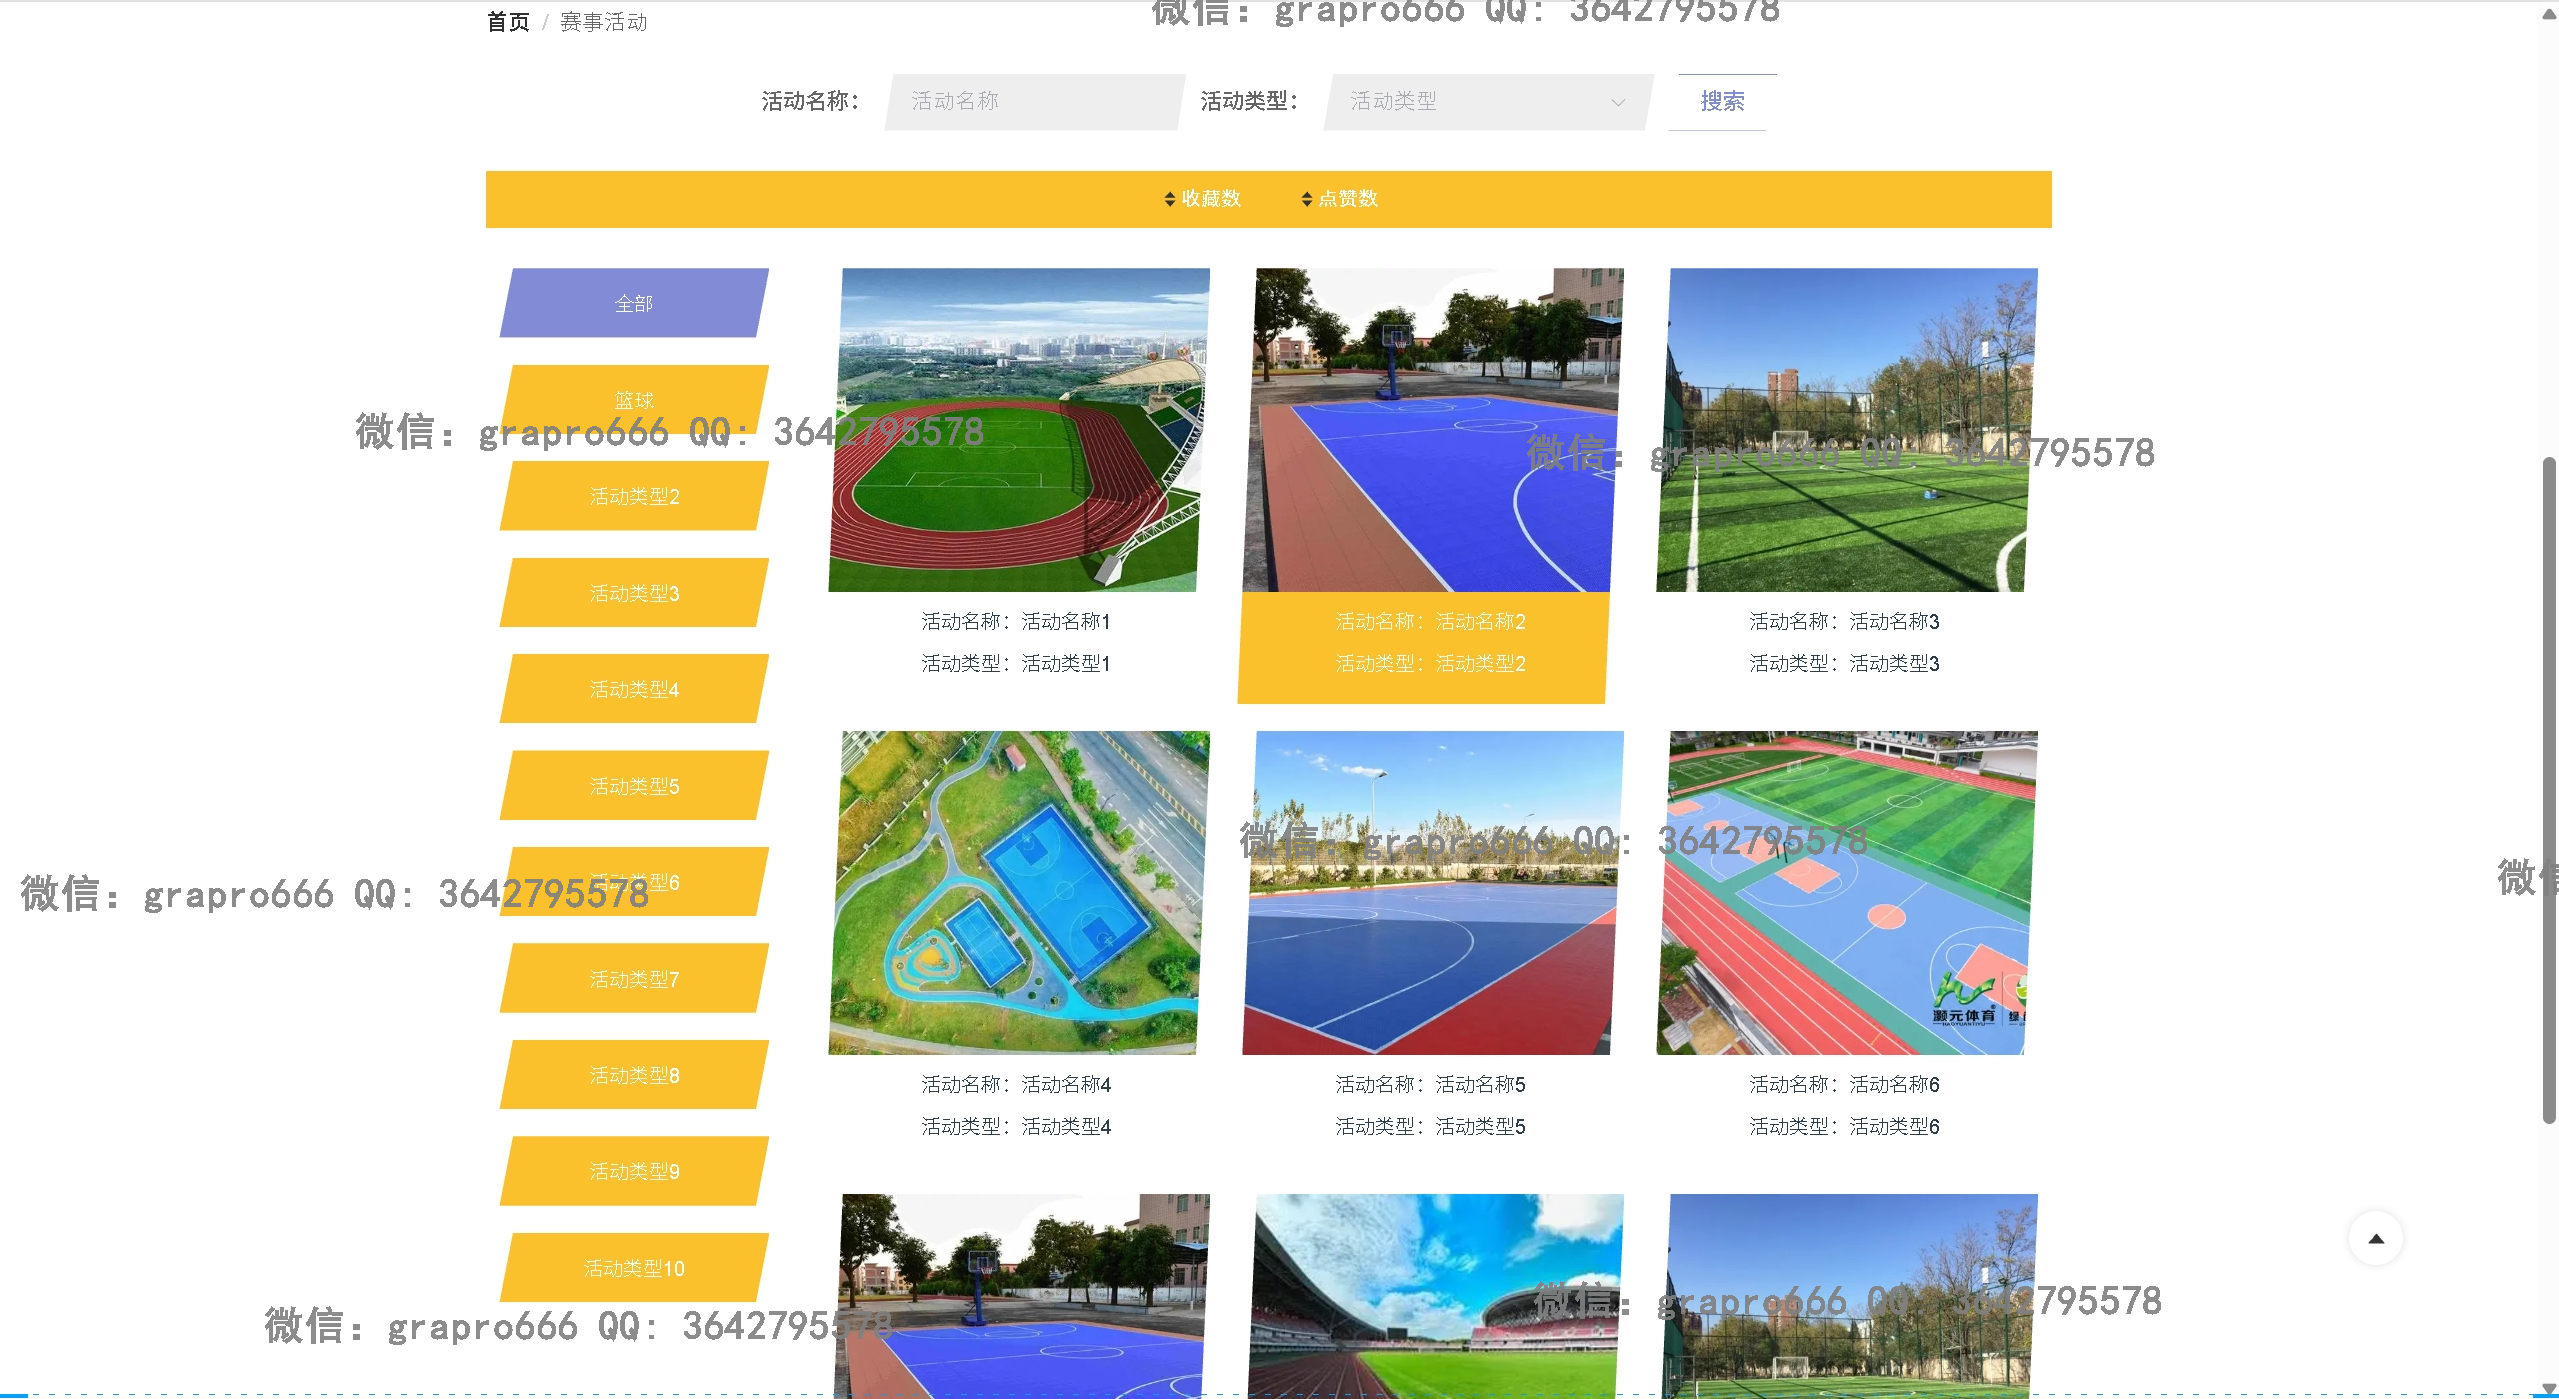 微信: grapro666 QQ: 3642795578
首页 / 赛事活动
活动名称： 活动名称 活动类型： 活动类型 搜索
收藏数 点赞数
全部
篮球
微信: grapro666 QQ: 3642795578
微信: grapro666 QQ: 3642795578
活动类型2
活动类型3
活动类型4
活动类型5
活动类型6
活动类型7
活动类型8
活动类型9
活动类型10
活动名称：活动名称1
活动类型：活动类型1
活动名称：活动名称2
活动类型：活动类型2
活动名称：活动名称3
活动类型：活动类型3
微信: grapro666 QQ: 3642795578
微信: grapro666 QQ: 3642795578
微信
灏元体育
HAOYUANTIYU
活动名称：活动名称4
活动类型：活动类型4
活动名称：活动名称5
活动类型：活动类型5
活动名称：活动名称6
活动类型：活动类型6
微信: grapro666 QQ: 3642795578
微信: grapro666 QQ: 3642795578